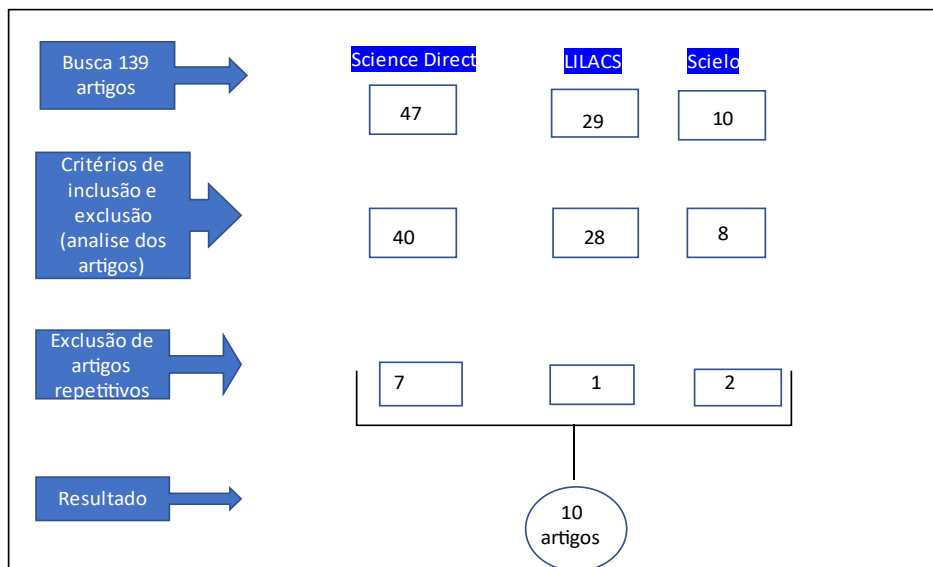 Busca 139
artigos
Science Direct
LILACS
Scielo
47
29
10
Critérios de
inclusão e
exclusão
(analise dos
artigos)
40
28
8
Exclusão de
artigos
repetitivos
7
1
2
Resultado
10
artigos